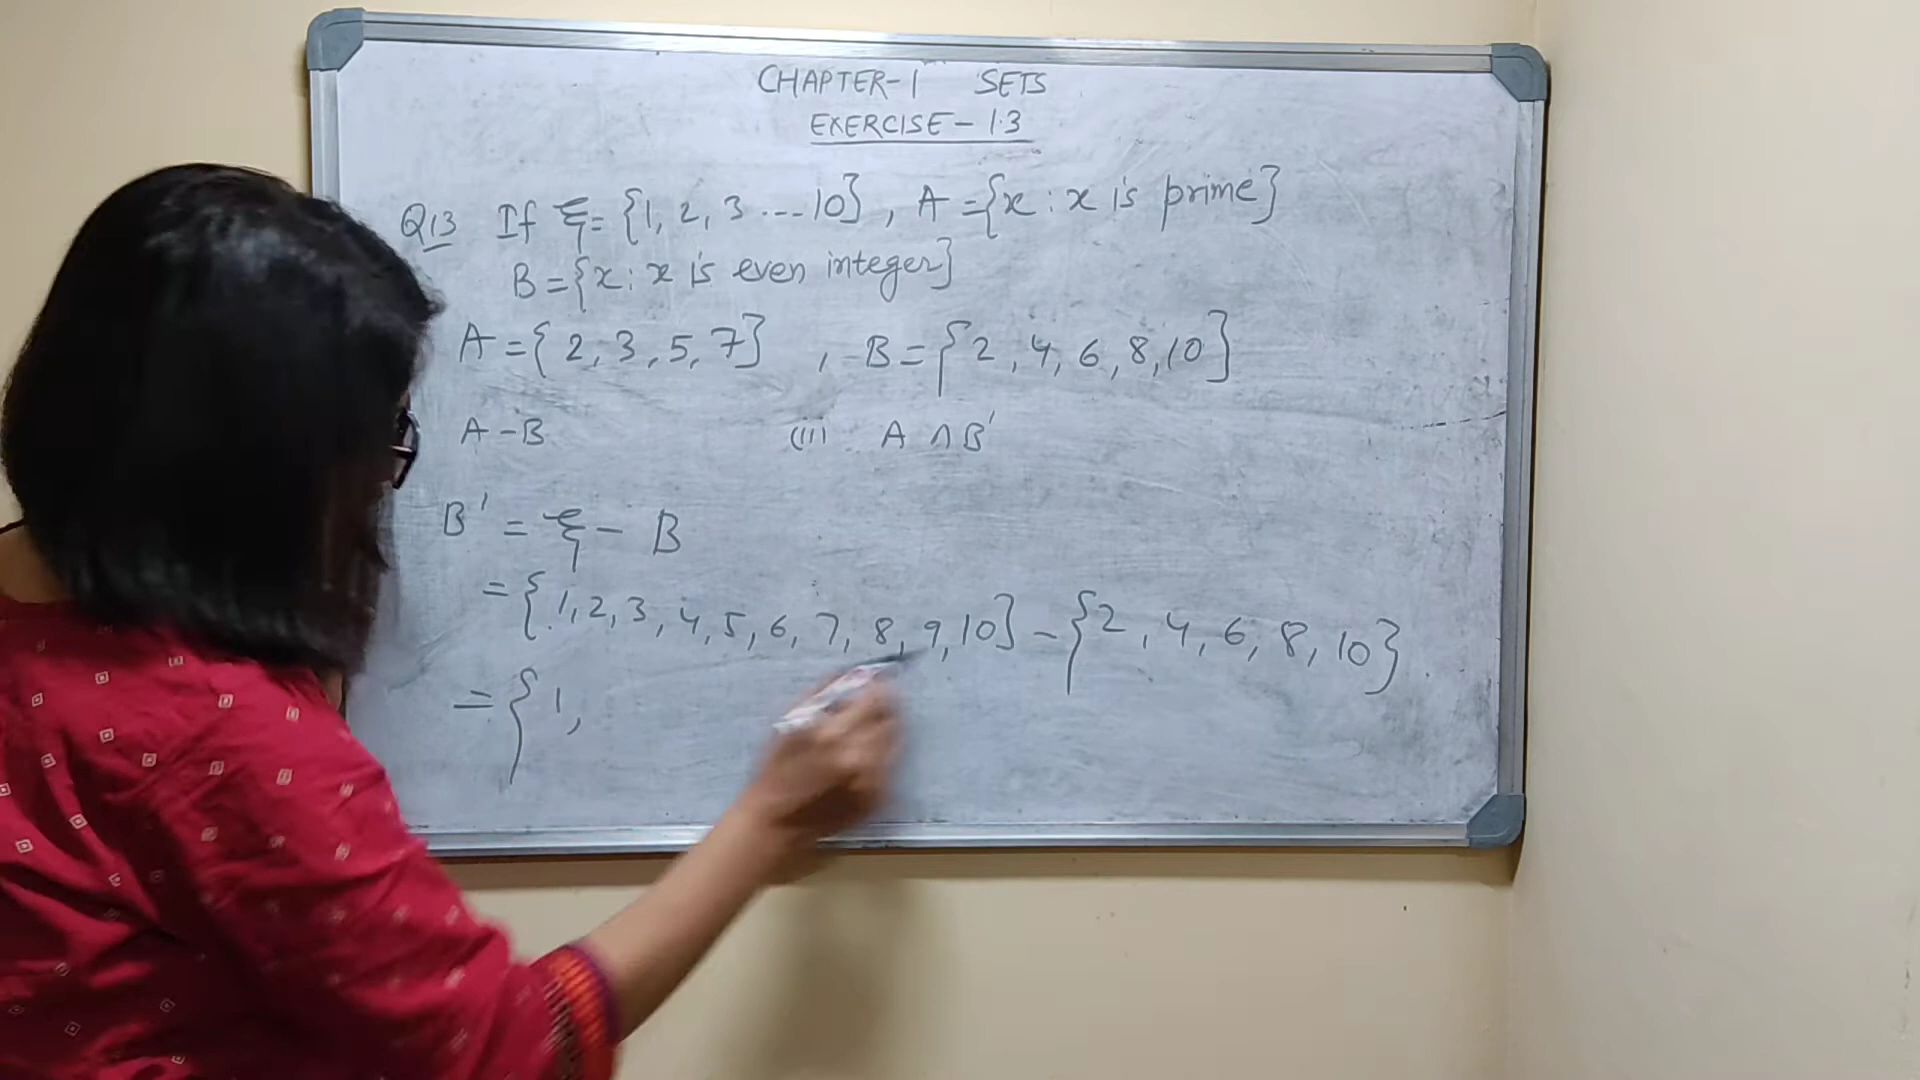 CHAPTER-1 SETS
EXERCISE-1.3
Q13 If ξ={1, 2, 3 ... 10}, A={x : x is prime}
B={x : x is even integer}
A={2, 3, 5, 7} , B={2, 4, 6, 8, 10}
A-B (ii) A ∩ B'
B' = ξ - B
={1, 2, 3, 4, 5, 6, 7, 8, 9, 10} - {2, 4, 6, 8, 10}
={1,